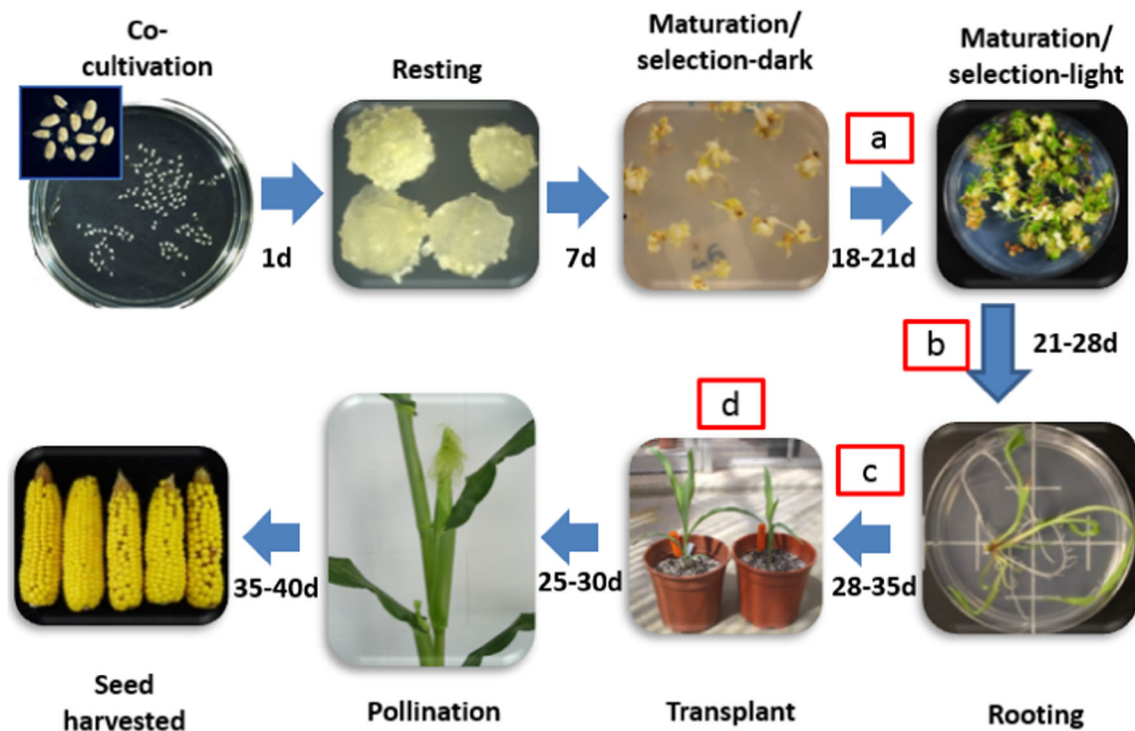 Co-
cultivation
Resting
Maturation/
selection-dark
Maturation/
selection-light
a
1d
7d
18-21d
b
21-28d
d
c
35-40d
25-30d
28-35d
Seed
harvested
Pollination
Transplant
Rooting